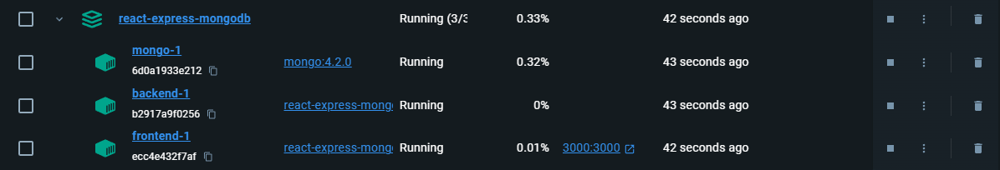 react-express-mongodb Running (3/3 0.33% 42 seconds ago
mongo-1
6d0a1933e212 mongo:4.2.0 Running 0.32% 43 seconds ago
backend-1
b2917a9f0256 react-express-mong Running 0% 43 seconds ago
frontend-1
ecc4e432f7af react-express-mong Running 0.01% 3000:3000 42 seconds ago